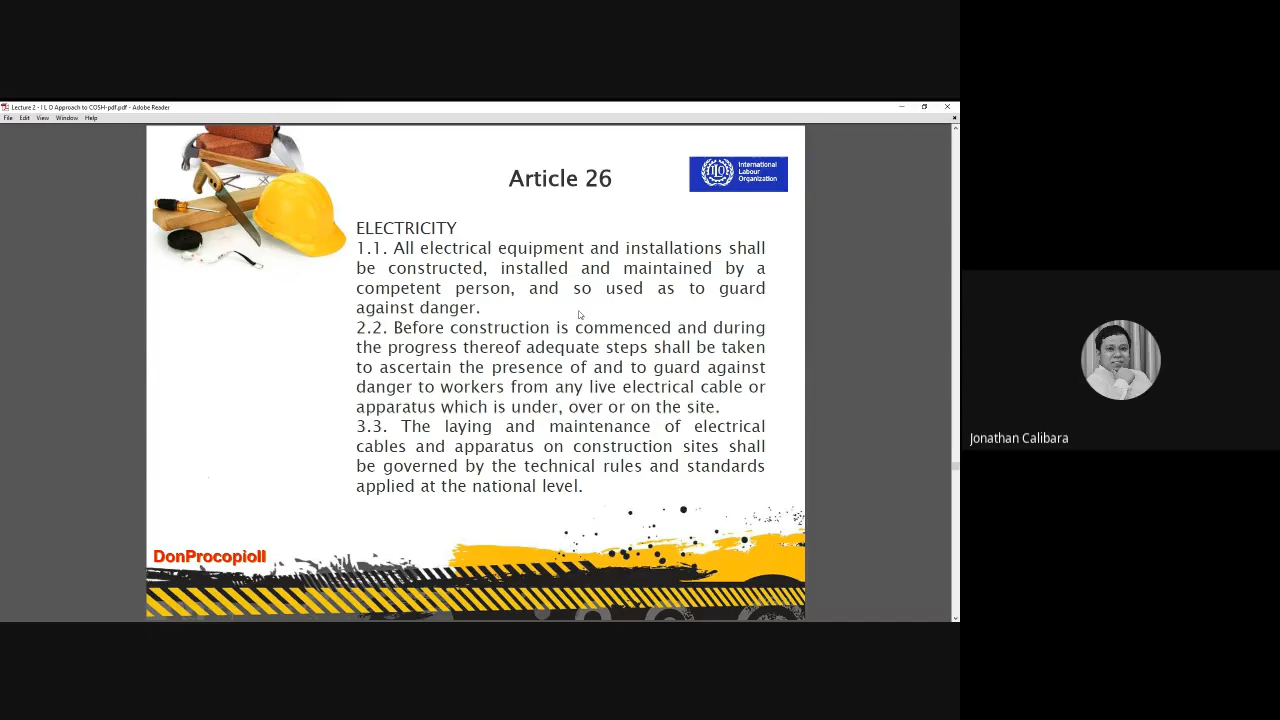 Lecture 2 - I L O Approach to COSH-pdf.pdf - Adobe Reader
File Edit View Window Help
Article 26
International
Labour
Organization
ILO
ELECTRICITY
1.1. All electrical equipment and installations shall
be constructed, installed and maintained by a
competent person, and so used as to guard
against danger.
2.2. Before construction is commenced and during
the progress thereof adequate steps shall be taken
to ascertain the presence of and to guard against
danger to workers from any live electrical cable or
apparatus which is under, over or on the site.
3.3. The laying and maintenance of electrical
cables and apparatus on construction sites shall
be governed by the technical rules and standards
applied at the national level.
DonProcopioII
Jonathan Calibara